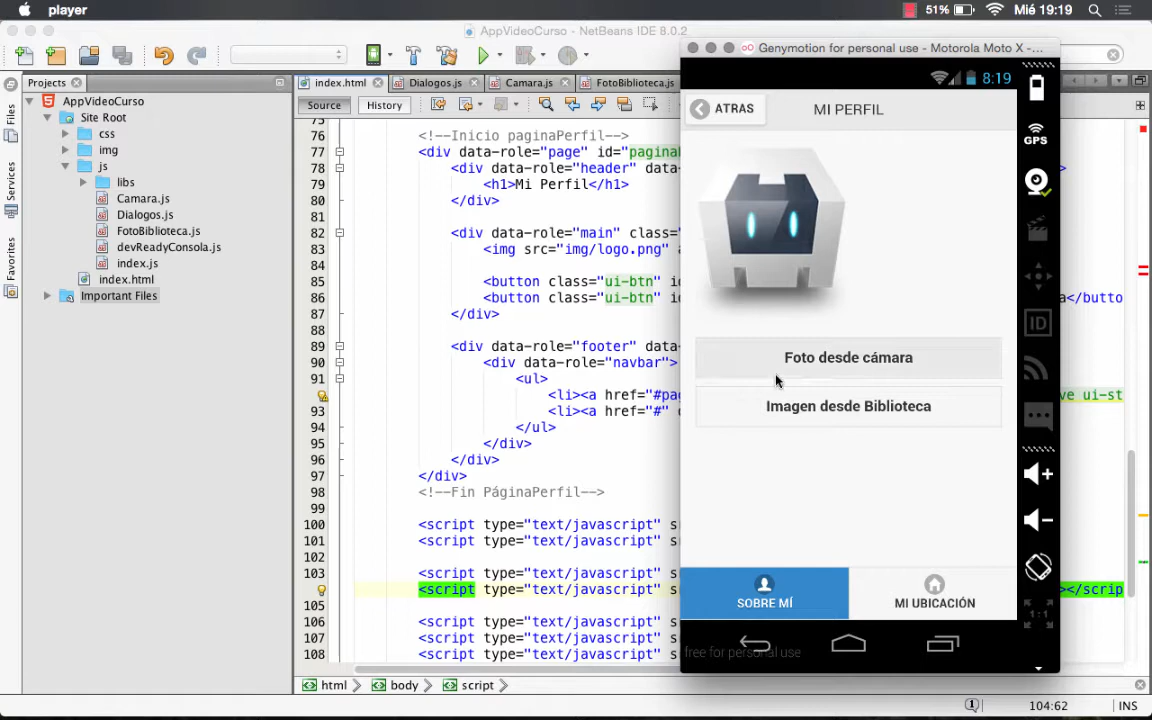 player
51%
Mié 19:19
AppVideoCurso - NetBeans IDE 8.0.2
Genymotion for personal use - Motorola Moto X -...
Projects
index.html
Dialogos.js
Camara.js
FotoBiblioteca.js
Source
History
Files
Services
Favorites
AppVideoCurso
Site Root
css
img
js
libs
Camara.js
Dialogos.js
FotoBiblioteca.js
devReadyConsola.js
index.js
index.html
Important Files
75
76 <!--Inicio paginaPerfil-->
77 <div data-role="page" id="pagina
78 <div data-role="header" dat
79 <h1>Mi Perfil</h1>
80 </div>
81
82 <div data-role="main" class=
83 <img src="img/logo.png" a
84
85 <button class="ui-btn" id
86 <button class="ui-btn" id a</button
87 </div>
88
89 <div data-role="footer" data-
90 <div data-role="navbar">
91 <ul>
<li><a href="#pag ve ui-st
93 <li><a href="#" c
94 </ul>
95 </div>
96 </div>
97 </div>
98 <!--Fin PáginaPerfil-->
100 <script type="text/javascript" s
101 <script type="text/javascript" s
102
103 <script type="text/javascript" s
<script type="text/javascript" s ></scrip
105
106 <script type="text/javascript" s
107 <script type="text/javascript" s
108 <script type="text/javascript" s
html
body
script
1
104:62
INS
8:19
ATRAS
MI PERFIL
Foto desde cámara
Imagen desde Biblioteca
SOBRE MÍ
MI UBICACIÓN
free for personal use
GPS
ID
1:1